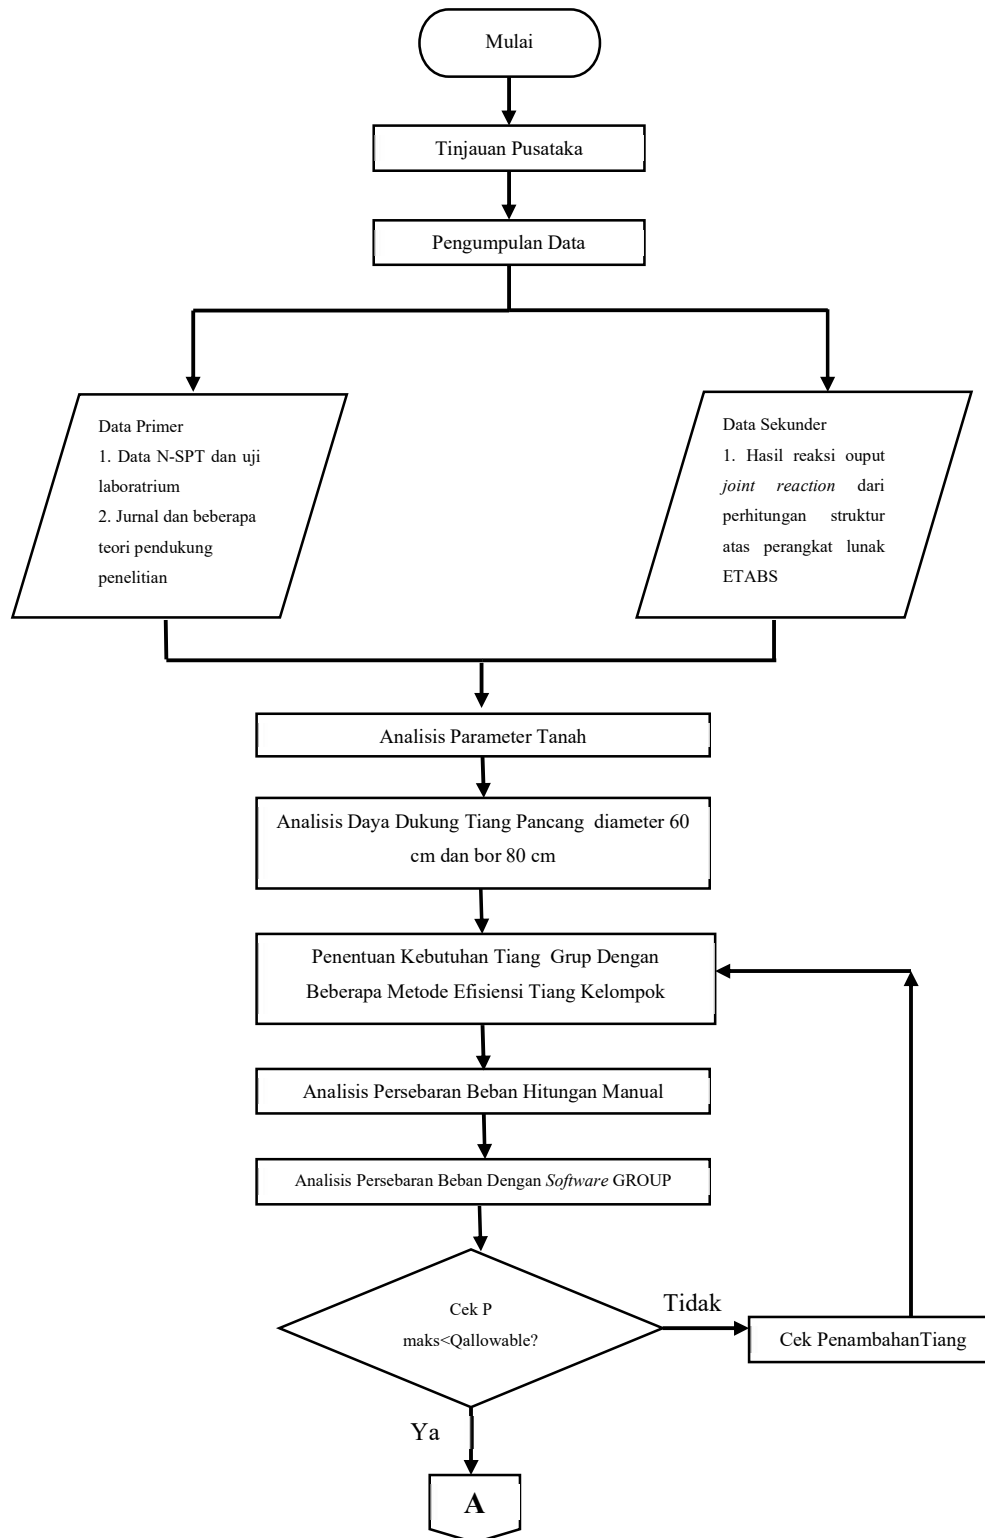 Mulai
Tinjauan Pusataka
Pengumpulan Data
Data Primer
1. Data N-SPT dan uji
laboratrium
2. Jurnal dan beberapa
teori pendukung
penelitian
Data Sekunder
1. Hasil reaksi ouput
joint reaction dari
perhitungan struktur
atas perangkat lunak
ETABS
Analisis Parameter Tanah
Analisis Daya Dukung Tiang Pancang diameter 60
cm dan bor 80 cm
Penentuan Kebutuhan Tiang Grup Dengan
Beberapa Metode Efisiensi Tiang Kelompok
Analisis Persebaran Beban Hitungan Manual
Analisis Persebaran Beban Dengan Software GROUP
Cek P
maks<Qallowable?
Tidak
Cek PenambahanTiang
Ya
A